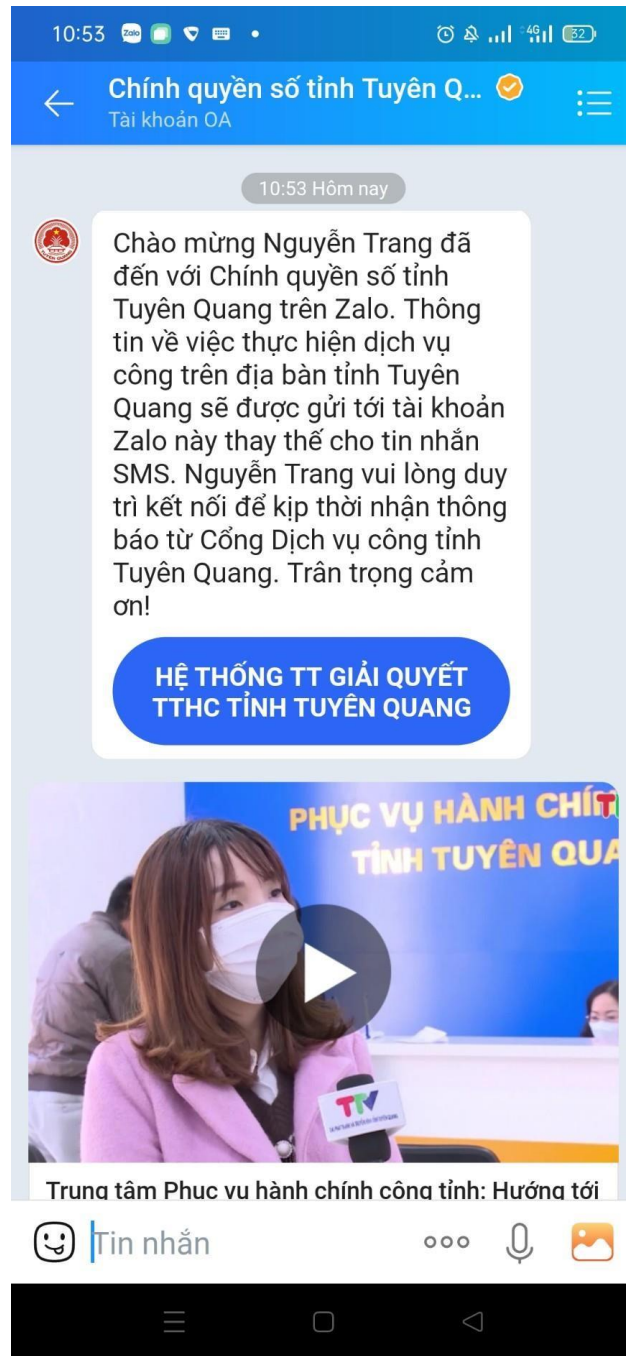 10:53
Zalo
4G
32
Chính quyền số tỉnh Tuyên Q...
Tài khoản OA
10:53 Hôm nay
Chào mừng Nguyễn Trang đã
đến với Chính quyền số tỉnh
Tuyên Quang trên Zalo. Thông
tin về việc thực hiện dịch vụ
công trên địa bàn tỉnh Tuyên
Quang sẽ được gửi tới tài khoản
Zalo này thay thế cho tin nhắn
SMS. Nguyễn Trang vui lòng duy
trì kết nối để kịp thời nhận thông
báo từ Cổng Dịch vụ công tỉnh
Tuyên Quang. Trân trọng cảm
ơn!
HỆ THỐNG TT GIẢI QUYẾT
TTHC TỈNH TUYÊN QUANG
PHỤC VỤ HÀNH CHÍ
TỈNH TUYÊN QUA
TTV
Trung tâm Phục vụ hành chính công tỉnh: Hướng tới
Tin nhắn